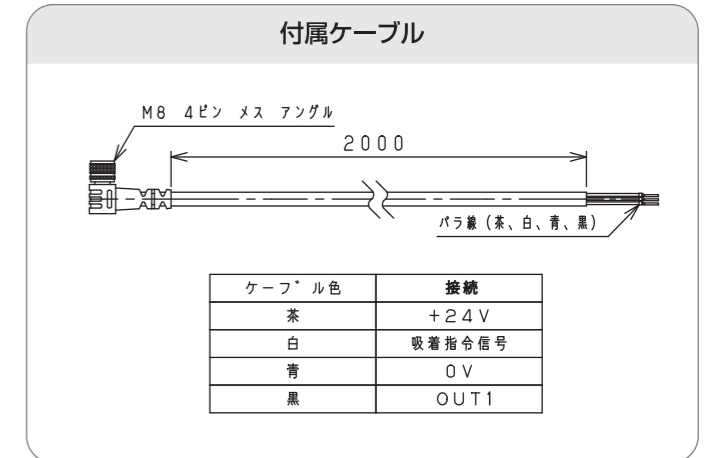 付属ケーブル
M8 4ピン メス アングル
2000
パラ線(茶、白、青、黒)
ケーブル色 接続
茶 +24V
白 吸着指令信号
青 0V
黒 OUT1